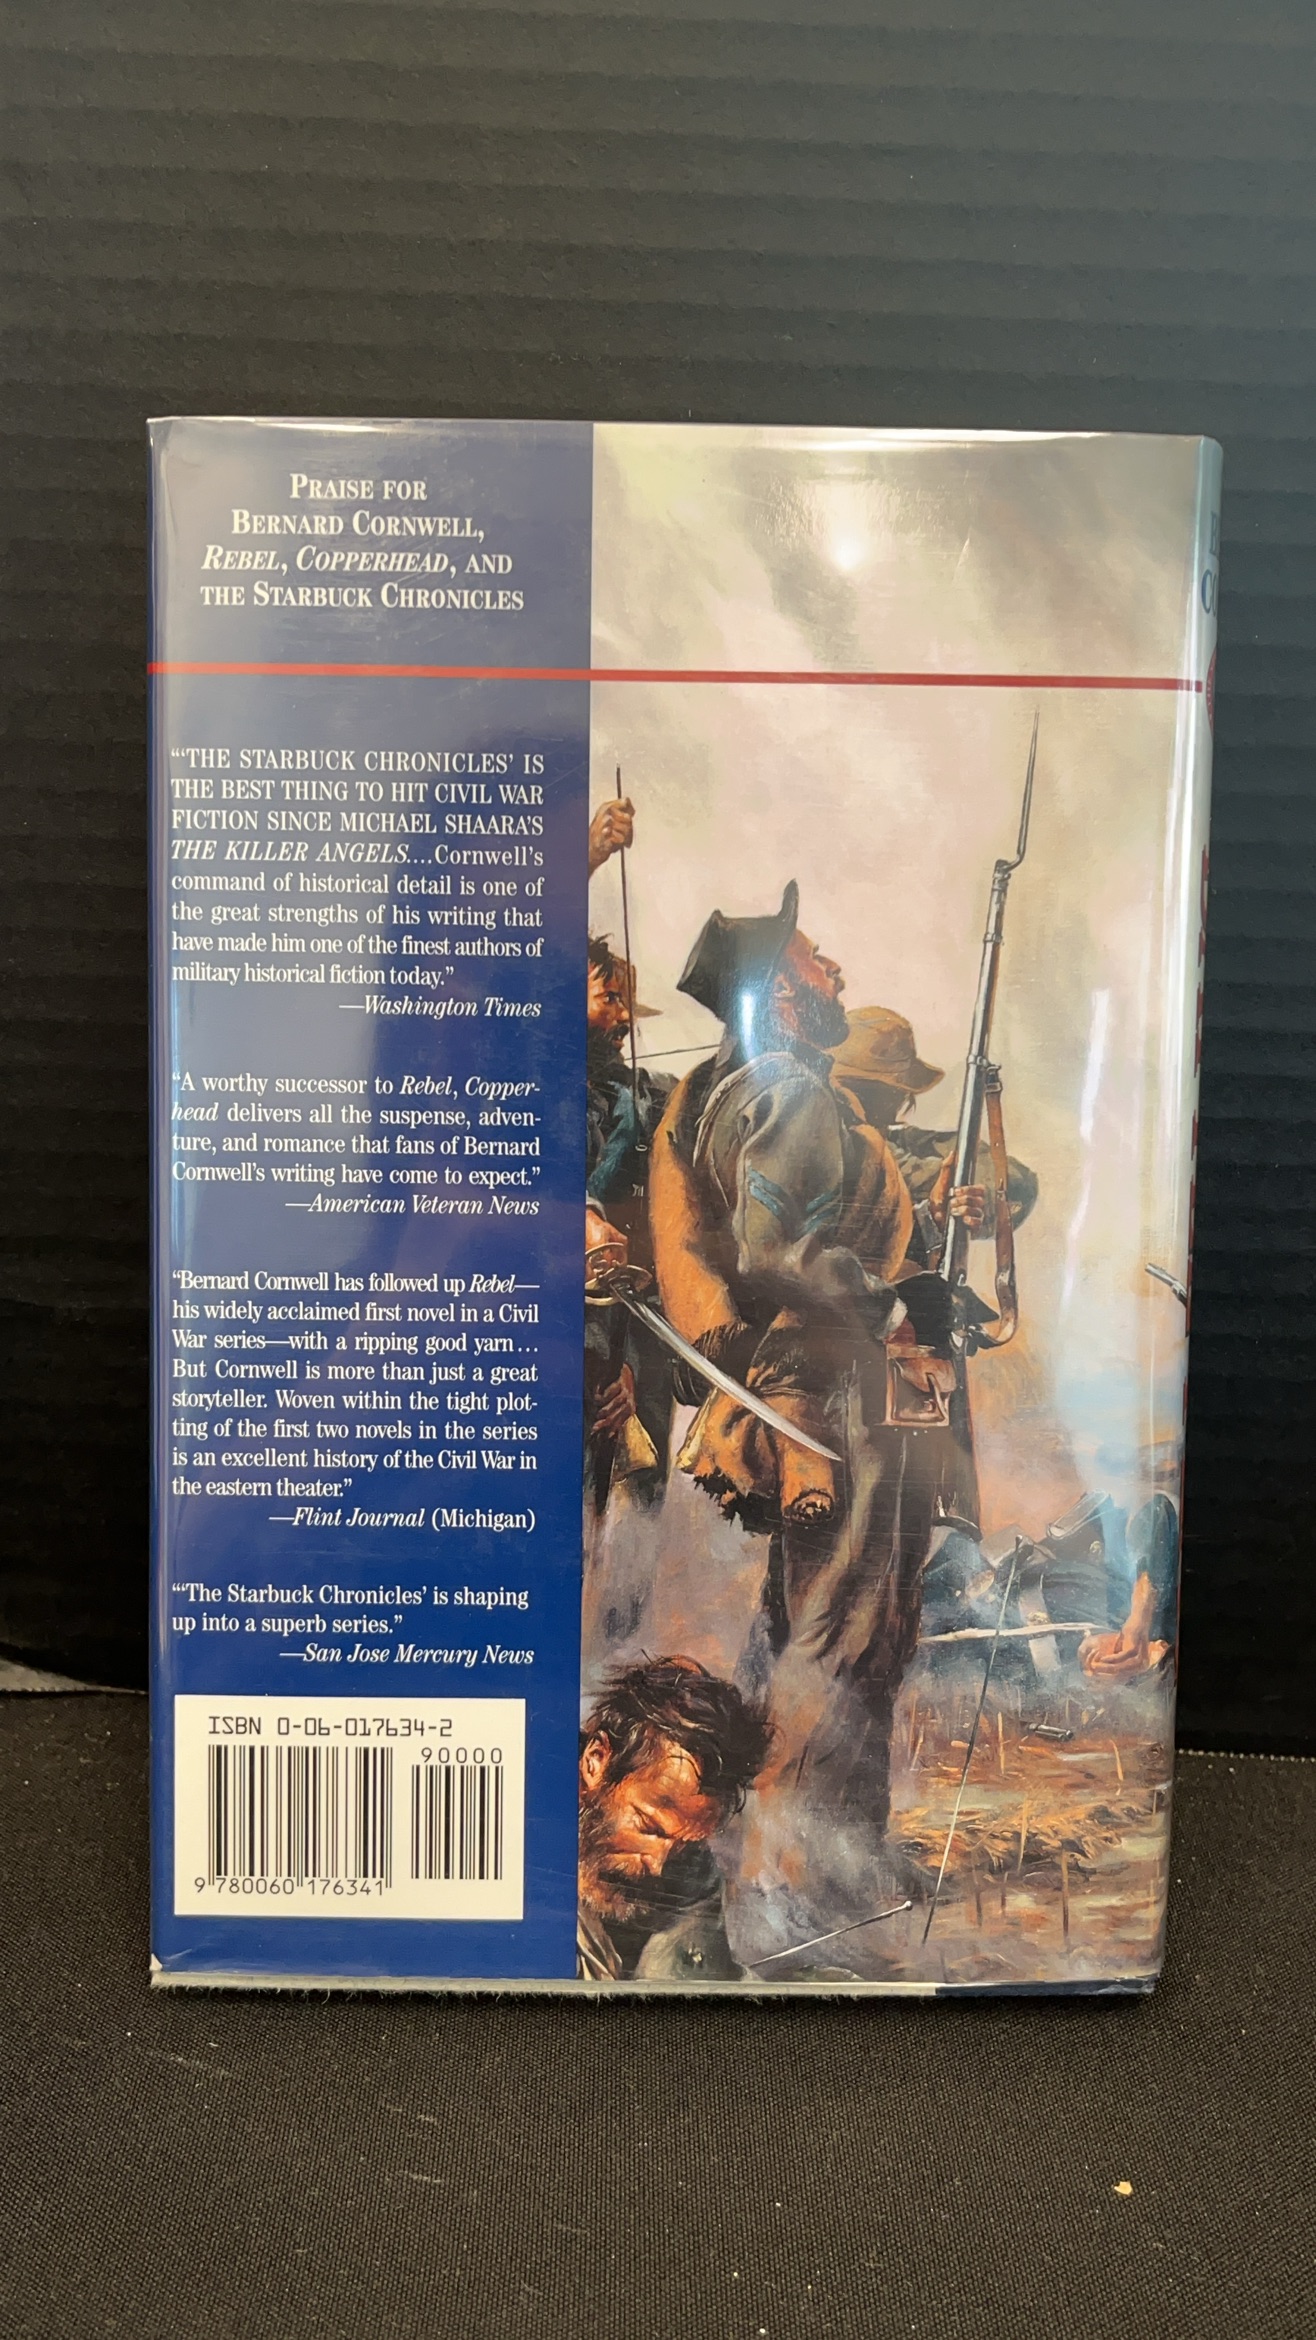 PRAISE FOR
BERNARD CORNWELL,
REBEL, COPPERHEAD, AND
THE STARBUCK CHRONICLES
“‘THE STARBUCK CHRONICLES’ IS
THE BEST THING TO HIT CIVIL WAR
FICTION SINCE MICHAEL SHAARA’S
THE KILLER ANGELS....Cornwell’s
command of historical detail is one of
the great strengths of his writing that
have made him one of the finest authors of
military historical fiction today.”
—Washington Times
“A worthy successor to Rebel, Copper-
head delivers all the suspense, adven-
ture, and romance that fans of Bernard
Cornwell’s writing have come to expect.”
—American Veteran News
“Bernard Cornwell has followed up Rebel—
his widely acclaimed first novel in a Civil
War series—with a ripping good yarn...
But Cornwell is more than just a great
storyteller. Woven within the tight plot-
ting of the first two novels in the series
is an excellent history of the Civil War in
the eastern theater.”
—Flint Journal (Michigan)
“‘The Starbuck Chronicles’ is shaping
up into a superb series.”
—San Jose Mercury News
ISBN 0-06-017634-2
90000
9 780060 176341